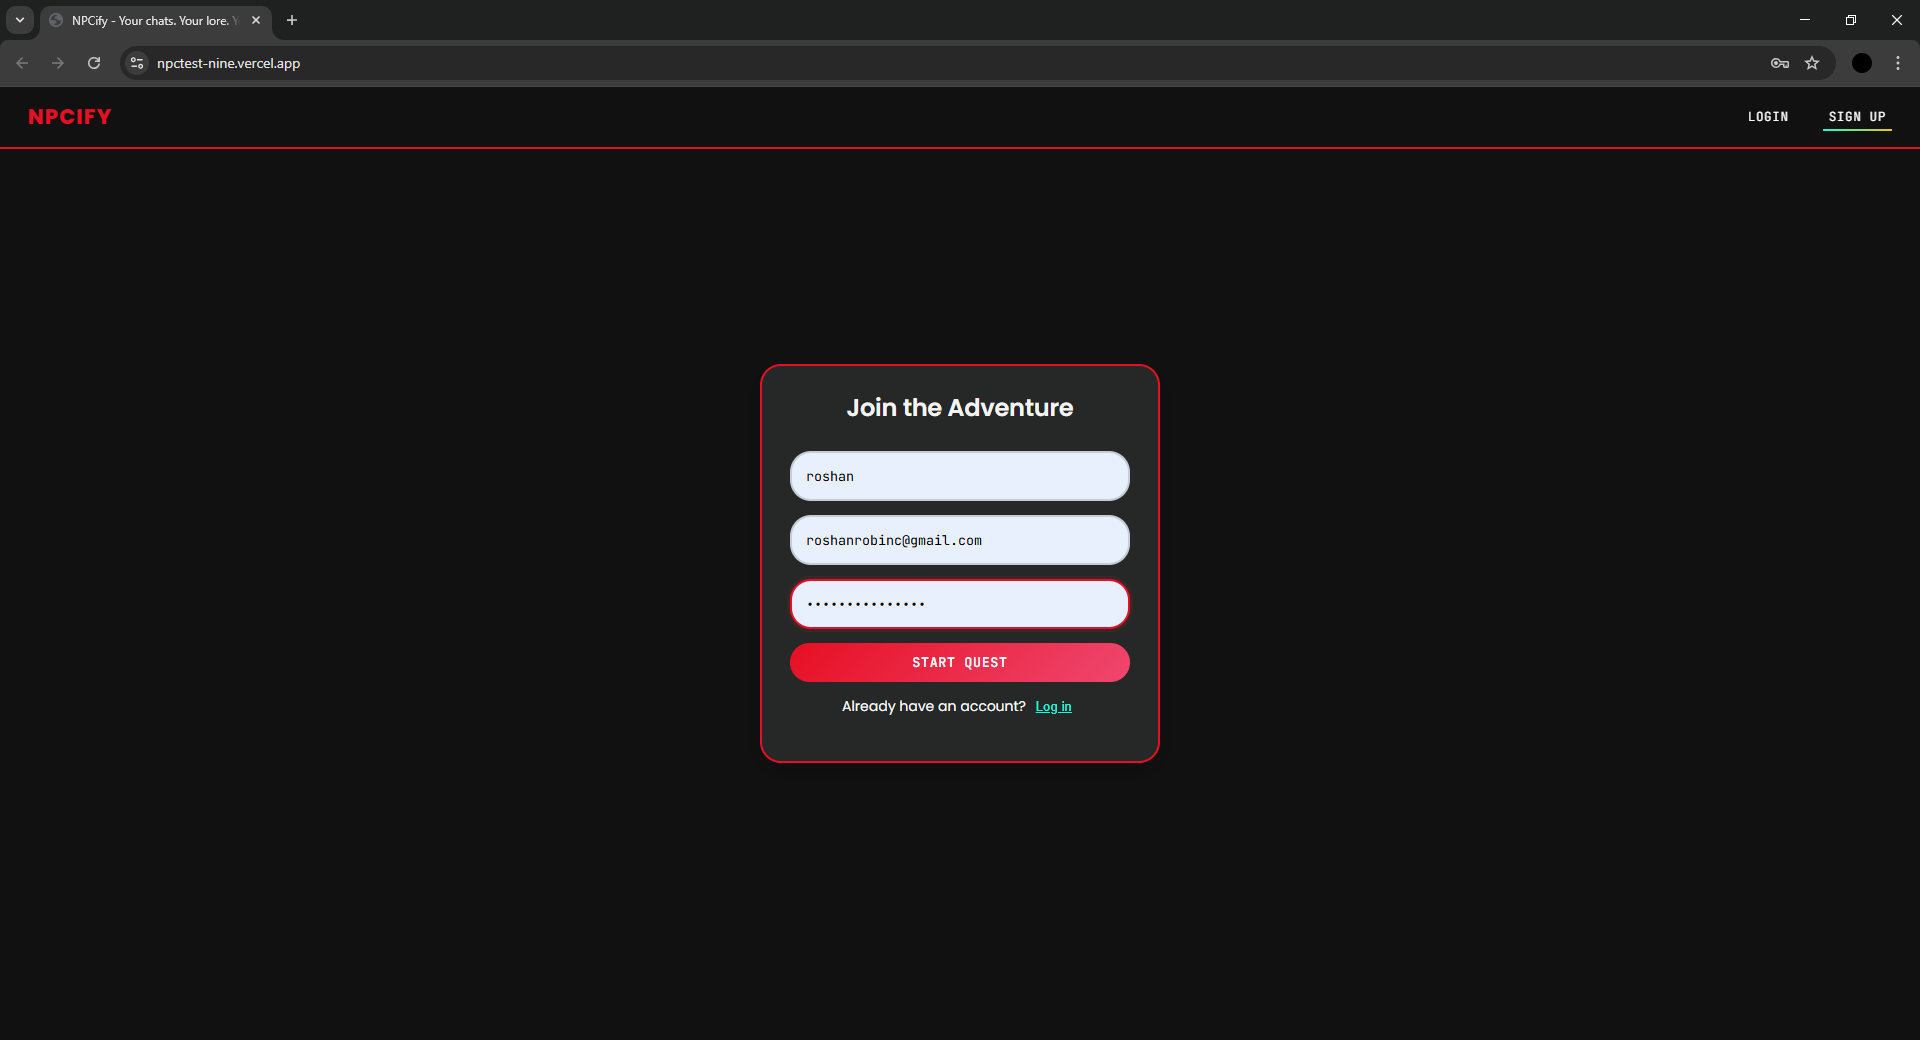 NPCify - Your chats. Your lore.
npctest-nine.vercel.app
NPCIFY
LOGIN
SIGN UP
Join the Adventure
roshan
roshanrobinc@gmail.com
•••••••••••••••
START QUEST
Already have an account? Log in